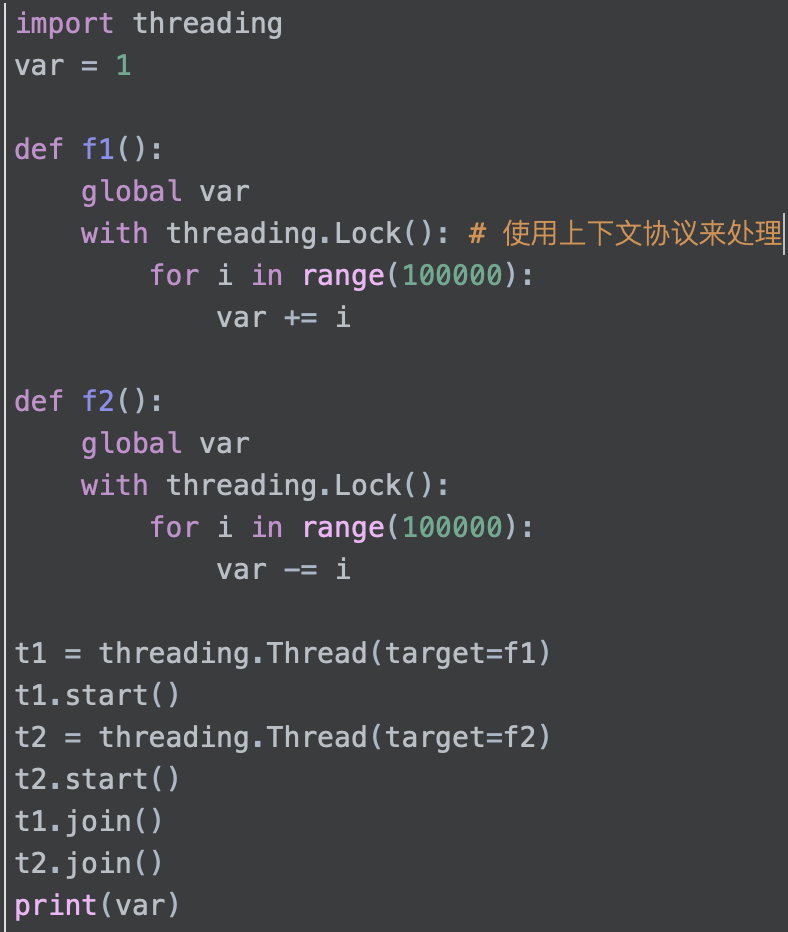 import threading
var = 1
def f1():
    global var
    with threading.Lock(): # 使用上下文协议来处理
        for i in range(100000):
            var += i
def f2():
    global var
    with threading.Lock():
        for i in range(100000):
            var -= i
t1 = threading.Thread(target=f1)
t1.start()
t2 = threading.Thread(target=f2)
t2.start()
t1.join()
t2.join()
print(var)